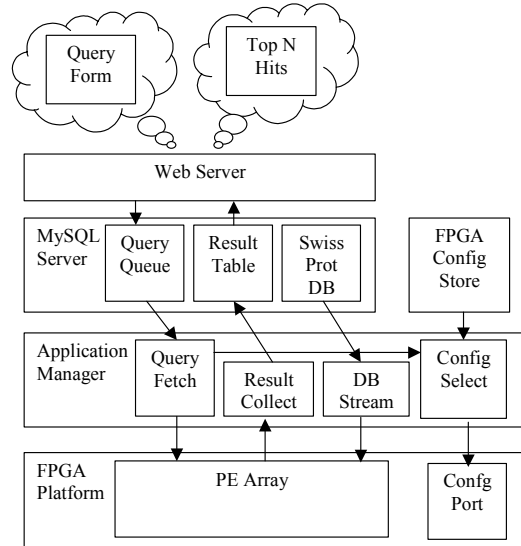 Query
Form
Top N
Hits
Web Server
MySQL
Server
Query
Queue
Result
Table
Swiss
Prot
DB
FPGA
Config
Store
Application
Manager
Query
Fetch
Result
Collect
DB
Stream
Config
Select
FPGA
Platform
PE Array
Confg
Port